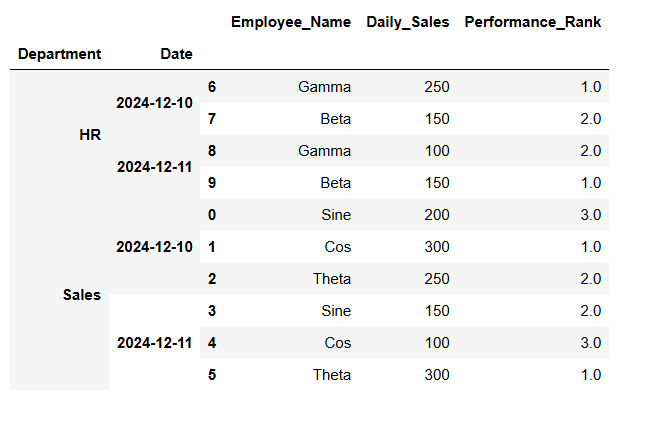 Employee_Name Daily_Sales Performance_Rank
Department Date
HR 2024-12-10 6 Gamma 250 1.0
7 Beta 150 2.0
2024-12-11 8 Gamma 100 2.0
9 Beta 150 1.0
Sales 2024-12-10 0 Sine 200 3.0
1 Cos 300 1.0
2 Theta 250 2.0
2024-12-11 3 Sine 150 2.0
4 Cos 100 3.0
5 Theta 300 1.0